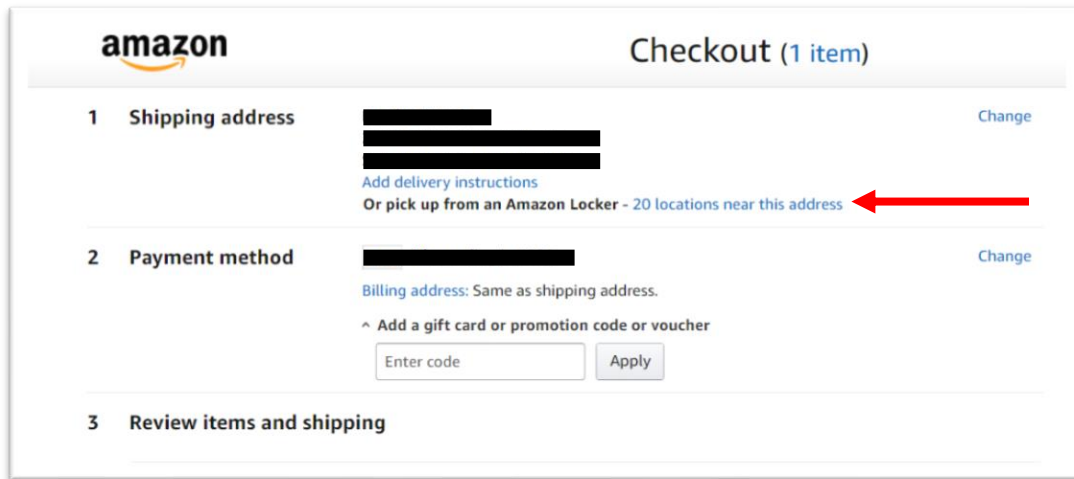 amazon
Checkout (1 item)
1 Shipping address
Change
Add delivery instructions
Or pick up from an Amazon Locker - 20 locations near this address
2 Payment method
Change
Billing address: Same as shipping address.
^ Add a gift card or promotion code or voucher
Enter code
Apply
3 Review items and shipping